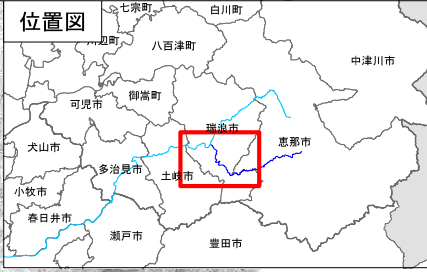 位置図
七宗町
白川町
川辺町
八百津町
中津川市
御嵩町
可児市
瑞浪市
恵那市
犬山市
多治見市
土岐市
小牧市
春日井市
瀬戸市
豊田市